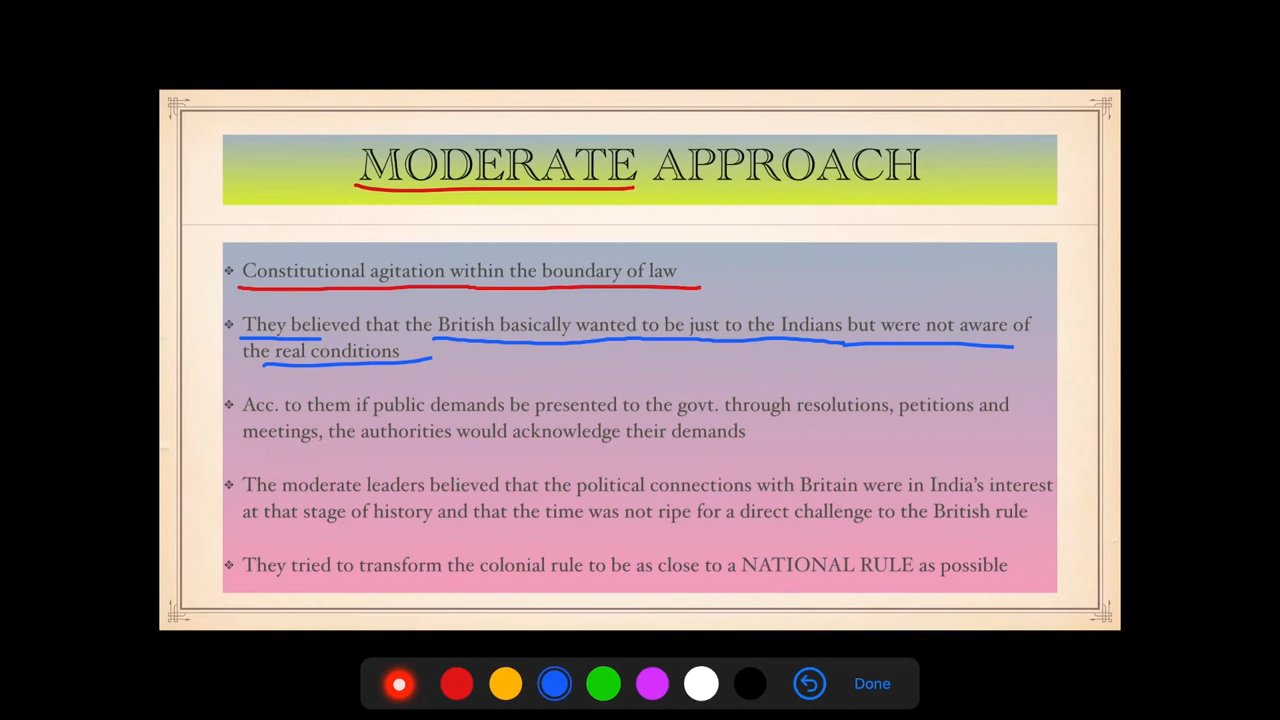 MODERATE APPROACH
❖ Constitutional agitation within the boundary of law
❖ They believed that the British basically wanted to be just to the Indians but were not aware of
the real conditions
❖ Acc. to them if public demands be presented to the govt. through resolutions, petitions and
meetings, the authorities would acknowledge their demands
❖ The moderate leaders believed that the political connections with Britain were in India's interest
at that stage of history and that the time was not ripe for a direct challenge to the British rule
❖ They tried to transform the colonial rule to be as close to a NATIONAL RULE as possible
Done